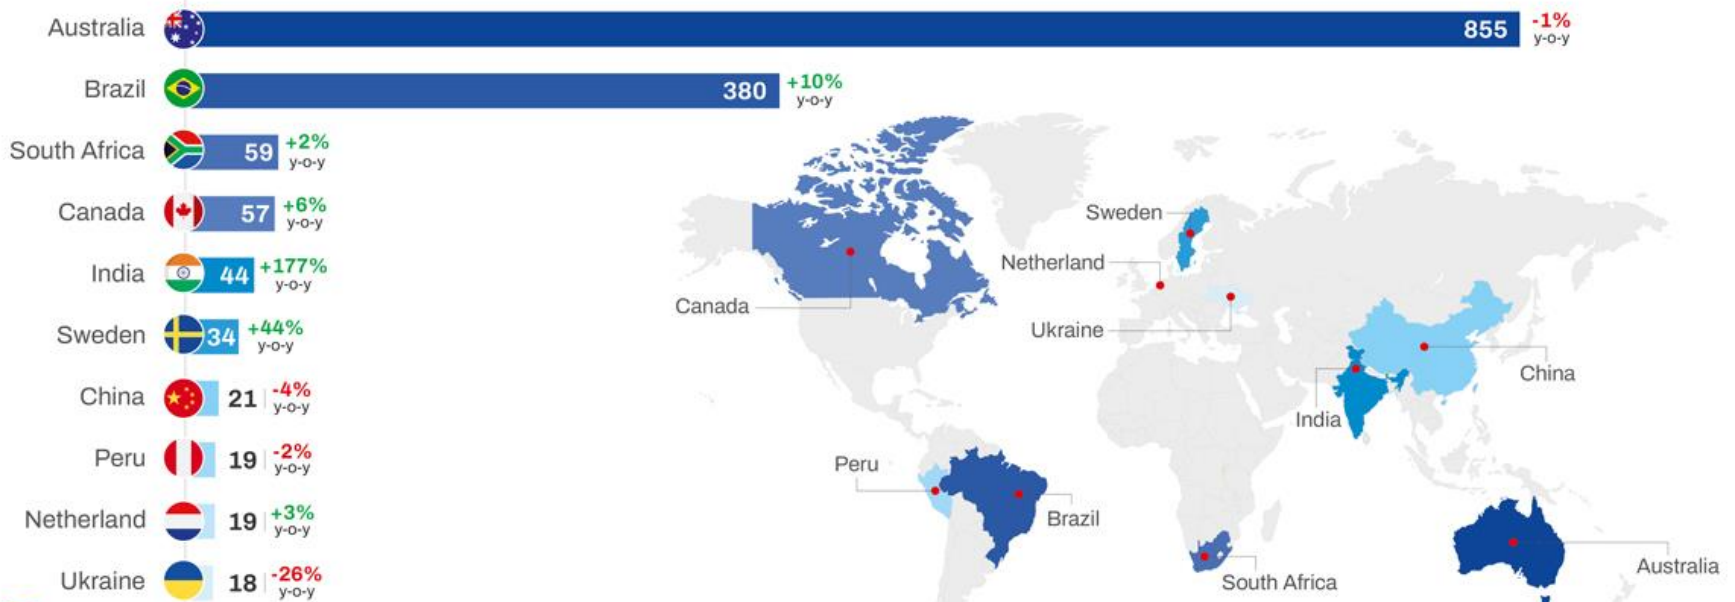 Australia 855 -1% y-o-y
Brazil 380 +10% y-o-y
South Africa 59 +2% y-o-y
Canada 57 +6% y-o-y
India 44 +177% y-o-y
Sweden 34 +44% y-o-y
China 21 -4% y-o-y
Peru 19 -2% y-o-y
Netherland 19 +3% y-o-y
Ukraine 18 -26% y-o-y
Sweden
Netherland
Canada
Ukraine
China
India
Peru
Brazil
Australia
South Africa